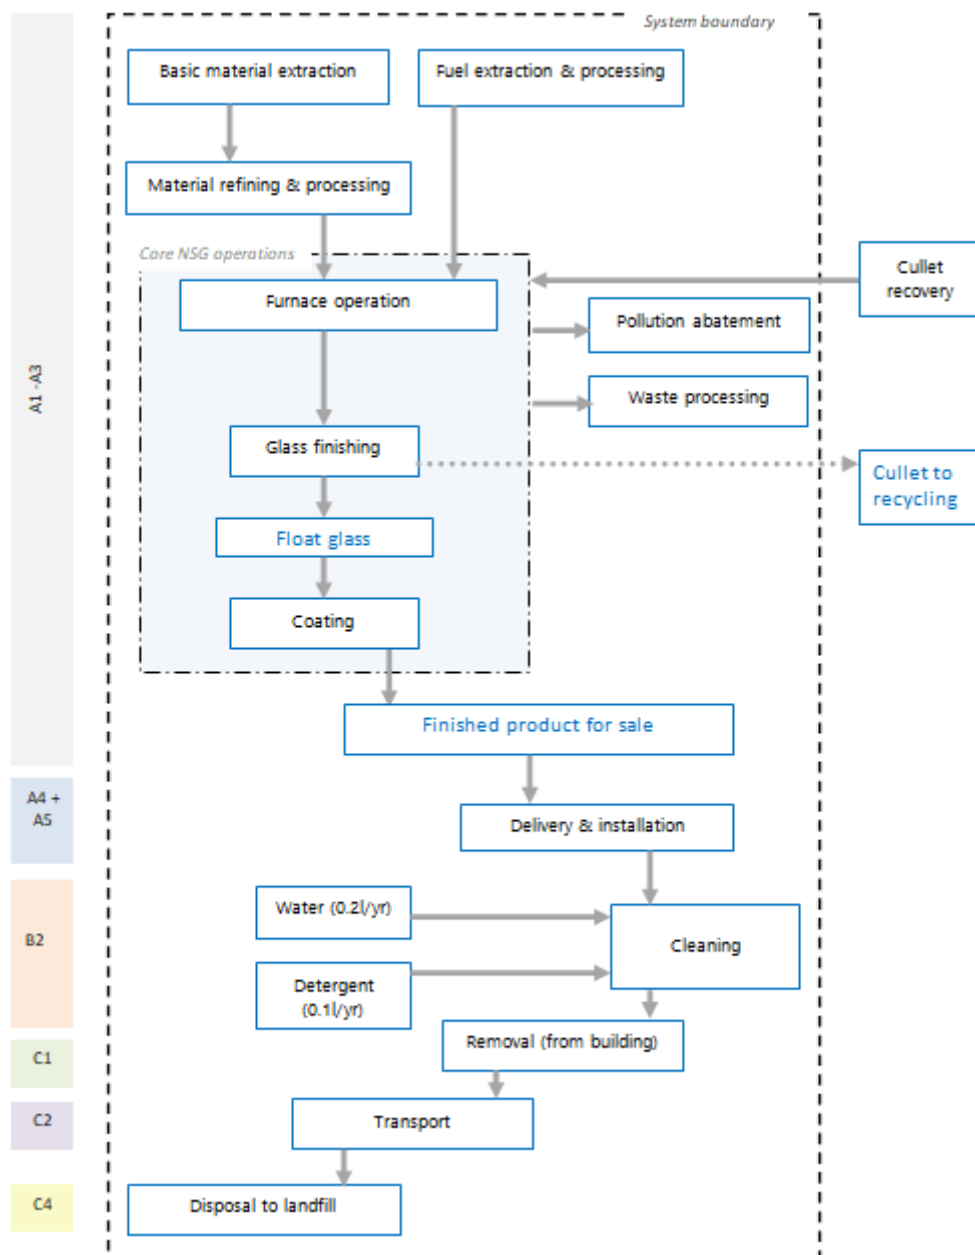 System boundary
Basic material extraction
Fuel extraction & processing
Material refining & processing
Core NSG operations
Cullet
recovery
Furnace operation
Pollution abatement
A1 -A3
Waste processing
Glass finishing
Cullet to
recycling
Float glass
Coating
Finished product for sale
A4 +
A5
Delivery & installation
Water (0.2l/yr)
B2
Cleaning
Detergent
(0.1l/yr)
Removal (from building)
C1
Transport
C2
Disposal to landfill
C4